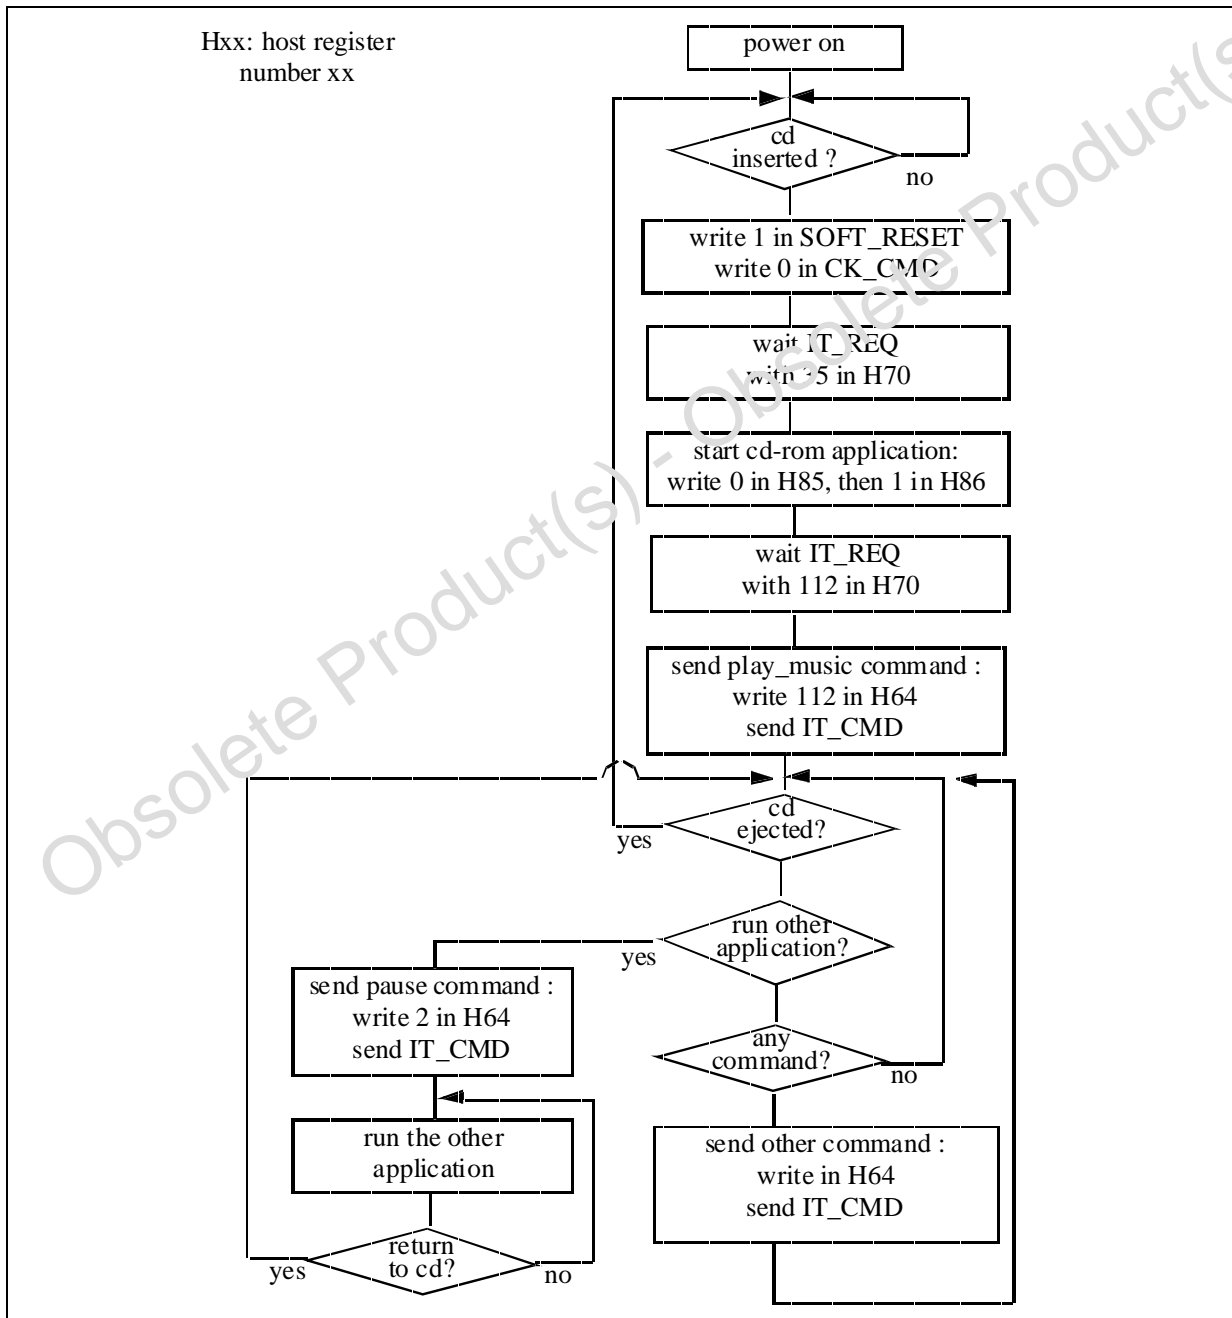 Hxx: host register
number xx
power on
cd
inserted ?
no
write 1 in SOFT_RESET
write 0 in CK_CMD
wait IT_REQ
with 35 in H70
start cd-rom application:
write 0 in H85, then 1 in H86
wait IT_REQ
with 112 in H70
send play_music command :
write 112 in H64
send IT_CMD
cd
ejected?
yes
run other
application?
yes
send pause command :
write 2 in H64
send IT_CMD
any
command?
no
run the other
application
send other command :
write in H64
send IT_CMD
return
to cd?
yes
no
Obsolete Product(s) - Obsolete Product(s